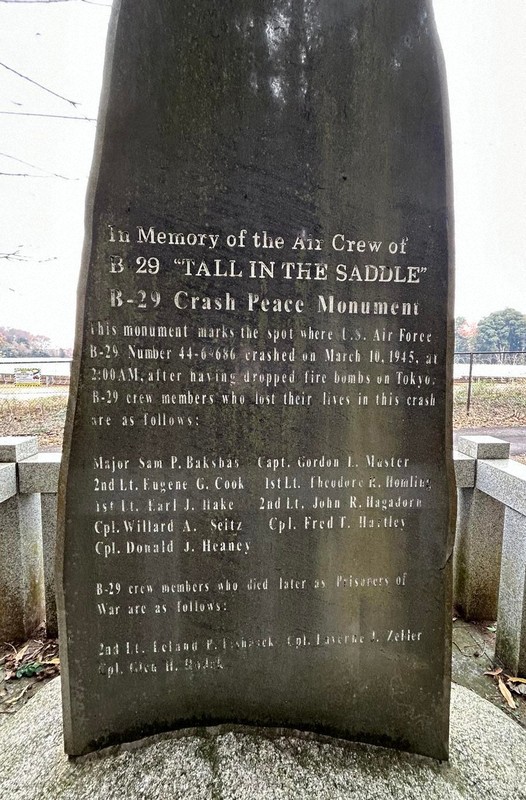 In Memory of the Air Crew of
B 29 "TALL IN THE SADDLE"
B-29 Crash Peace Monument
This monument marks the spot where U.S. Air Force
B-29 Number 44-6-686 crashed on March 10, 1945, at
2:00AM, after having dropped fire bombs on Tokyo.
B-29 crew members who lost their lives in this crash
are as follows:
Major Sam P. Bakshas Capt. Gordon L. Muster
2nd Lt. Eugene G. Cook 1st Lt. Theodore R.
1st Lt. Earl J. Hake 2nd Lt. John R. Hagadorn
Cpl. Willard A. Seitz Cpl. Fred T. Hartley
Cpl. Donald J. Heaney
B-29 crew members who died later as Prisoners of
War are as follows:
2nd Lt. Leland P. Cpl. Laverne J. Zeller
Cpl. Glen H. Hodak